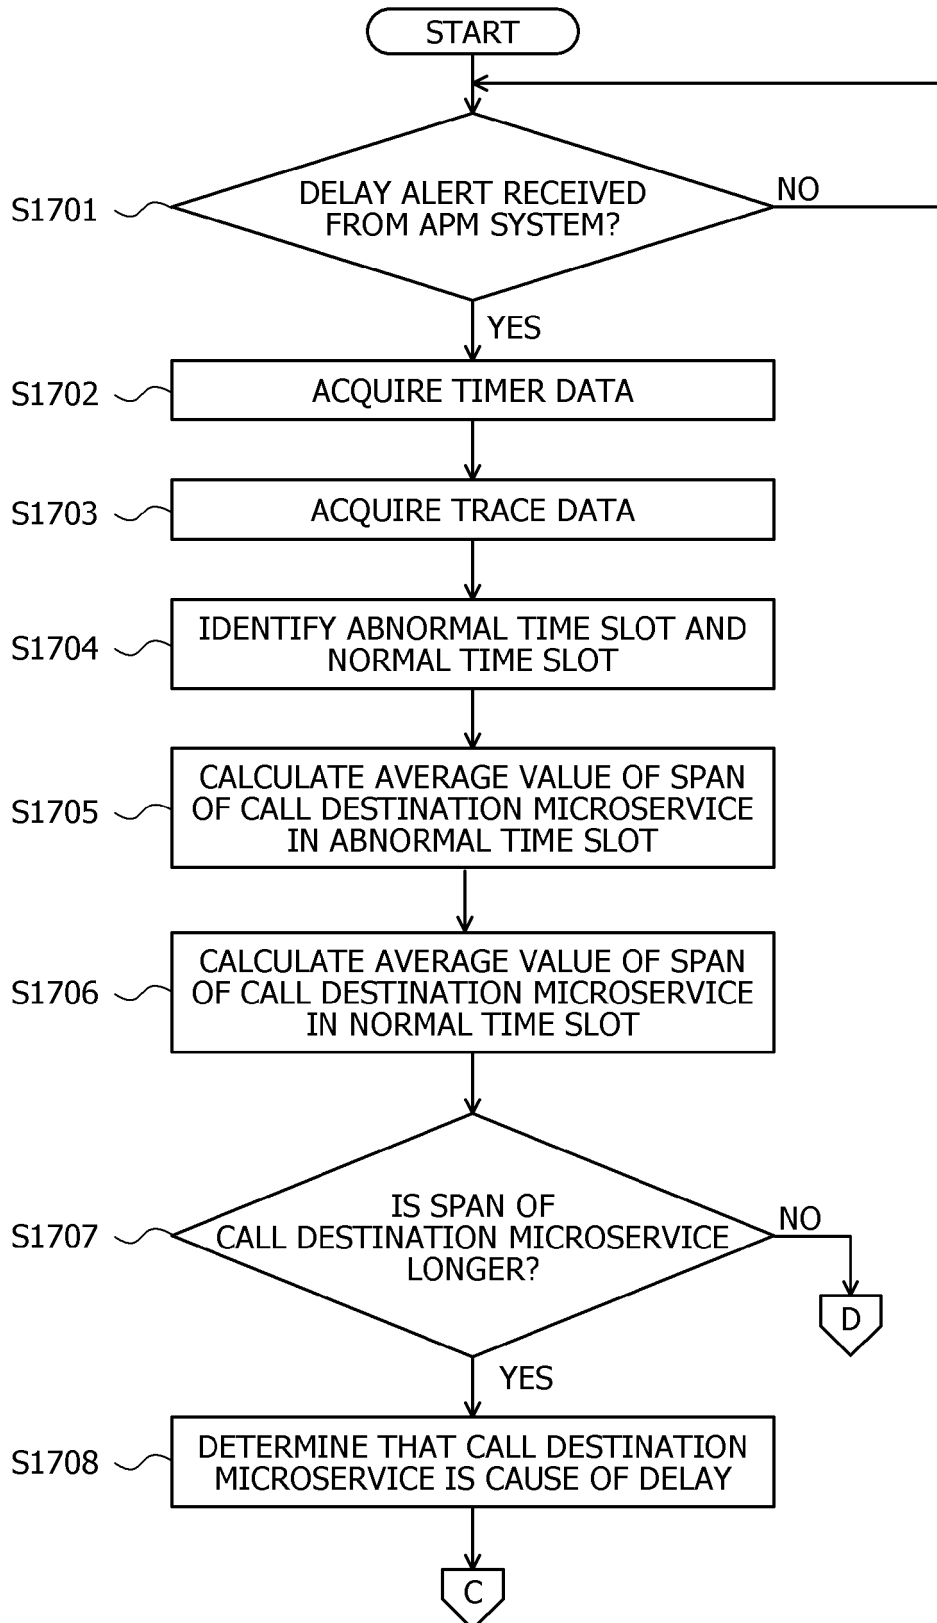 START
S1701
DELAY ALERT RECEIVED
FROM APM SYSTEM?
NO
YES
S1702
ACQUIRE TIMER DATA
S1703
ACQUIRE TRACE DATA
S1704
IDENTIFY ABNORMAL TIME SLOT AND
NORMAL TIME SLOT
S1705
CALCULATE AVERAGE VALUE OF SPAN
OF CALL DESTINATION MICROSERVICE
IN ABNORMAL TIME SLOT
S1706
CALCULATE AVERAGE VALUE OF SPAN
OF CALL DESTINATION MICROSERVICE
IN NORMAL TIME SLOT
S1707
IS SPAN OF
CALL DESTINATION MICROSERVICE
LONGER?
NO
D
YES
S1708
DETERMINE THAT CALL DESTINATION
MICROSERVICE IS CAUSE OF DELAY
C